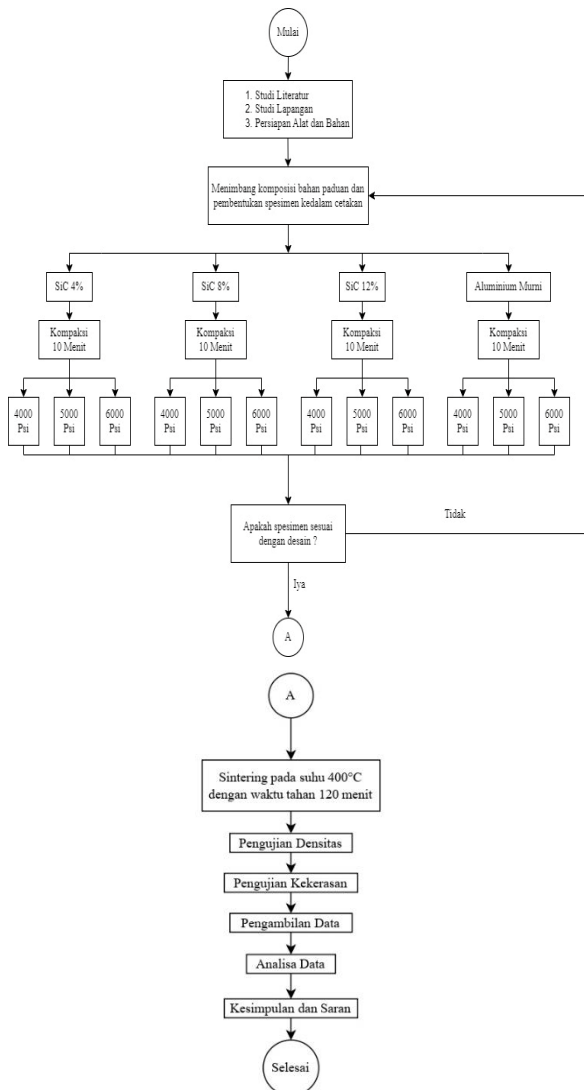 Mulai
1. Studi Literatur
2. Studi Lapangan
3. Persiapan Alat dan Bahan
Menimbang komposisi bahan paduan dan
pembentukan spesimen kedalam cetakan
SiC 4%
SiC 8%
SiC 12%
Aluminium Murni
Kompaksi
10 Menit
Kompaksi
10 Menit
Kompaksi
10 Menit
Kompaksi
10 Menit
4000
Psi
5000
Psi
6000
Psi
4000
Psi
5000
Psi
6000
Psi
4000
Psi
5000
Psi
6000
Psi
4000
Psi
5000
Psi
6000
Psi
Apakah spesimen sesuai
dengan desain ?
Tidak
Iya
A
A
Sintering pada suhu 400°C
dengan waktu tahan 120 menit
Pengujian Densitas
Pengujian Kekerasan
Pengambilan Data
Analisa Data
Kesimpulan dan Saran
Selesai